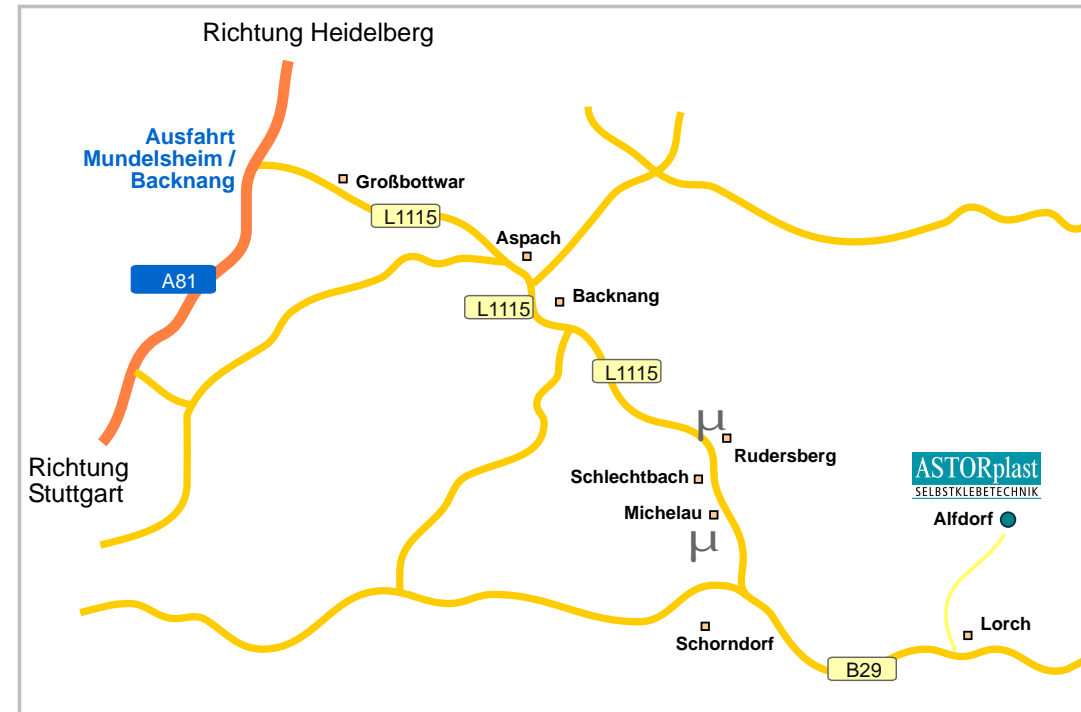 Richtung Heidelberg
Ausfahrt
Mundelsheim /
Backnang
Großbottwar
L1115
Aspach
A81
Backnang
L1115
L1115
μ
Rudersberg
Richtung
Stuttgart
Schlechtbach
ASTORplast
SELBSTKLEBETECHNIK
Michelau
Alfdorf
μ
Lorch
Schorndorf
B29